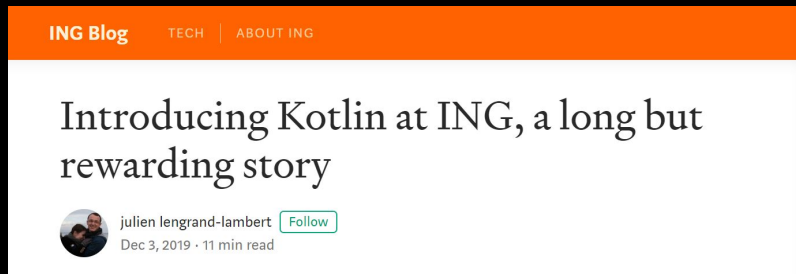 ING Blog TECH ABOUT ING
Introducing Kotlin at ING, a long but
rewarding story
julien lengrand-lambert Follow
Dec 3, 2019 · 11 min read